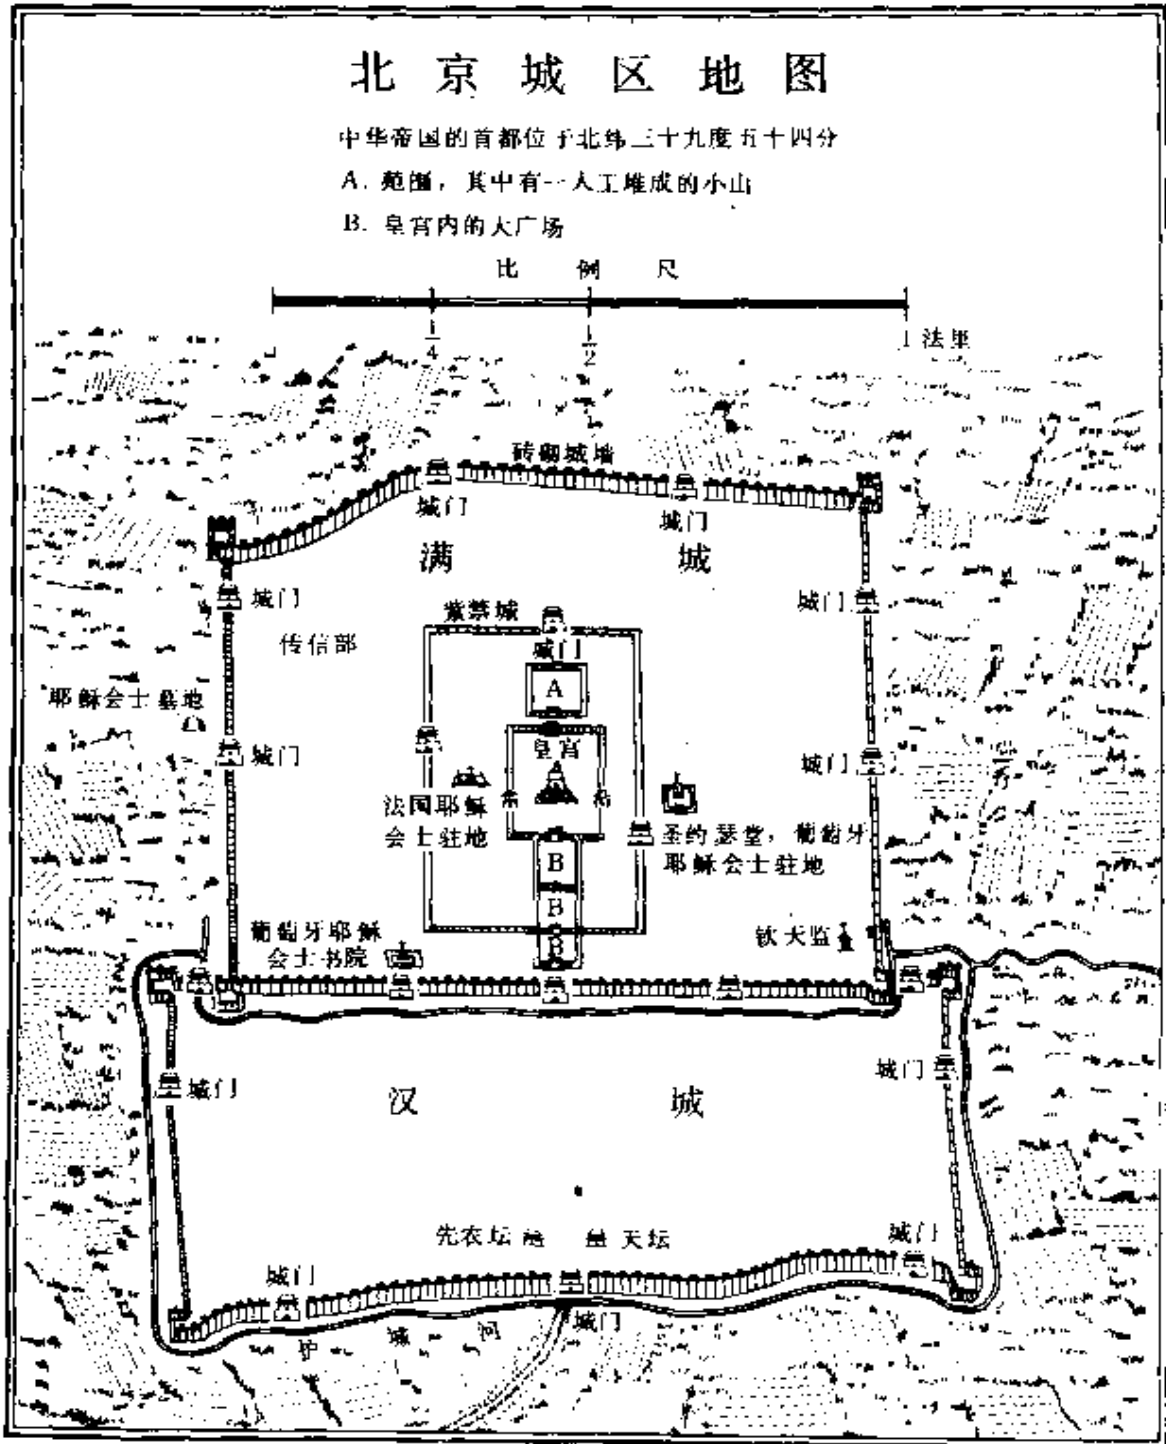 北京城区地图
中华帝国的首都位于北纬三十九度五十四分
A. 苑囿，其中有一人工堆成的小山
B. 皇宫内的大广场
比例尺
1/4 1/2 1法里
砖砌城墙
城门 城门
满城
城门 紫禁城 城门
传信部 城门
A
耶稣会士墓地
城门 皇宫 城门
法国耶稣
会士驻地
圣约瑟堂，葡萄牙
耶稣会士驻地
B
B
B
葡萄牙耶稣
会士书院
钦天监
城门 城门
汉城
先农坛 天坛
城门 城门
城门
护城河